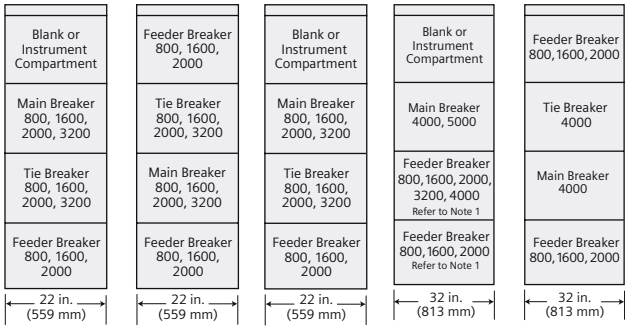 Blank or
Instrument
Compartment
Main Breaker
800, 1600,
2000, 3200
Tie Breaker
800, 1600,
2000, 3200
Feeder Breaker
800, 1600,
2000
22 in.
(559 mm)
Feeder Breaker
800, 1600,
2000
Tie Breaker
800, 1600,
2000, 3200
Main Breaker
800, 1600,
2000, 3200
Feeder Breaker
800, 1600,
2000
22 in.
(559 mm)
Blank or
Instrument
Compartment
Main Breaker
800, 1600,
2000, 3200
Tie Breaker
800, 1600,
2000, 3200
Feeder Breaker
800, 1600,
2000
22 in.
(559 mm)
Blank or
Instrument
Compartment
Main Breaker
4000, 5000
Feeder Breaker
800,1600,2000,
3200, 4000
Refer to Note 1
Feeder Breaker
800,1600,2000
Refer to Note 1
32 in.
(813 mm)
Feeder Breaker
800,1600,2000
Tie Breaker
4000
Main Breaker
4000
Feeder Breaker
800,1600,2000
32 in.
(813 mm)